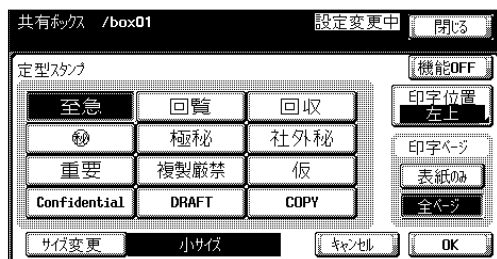 共有ボックス /box01 設定変更中 閉じる
定型スタンプ 機能OFF
至急 回覧 回収 印字位置
左上
㊙ 極秘 社外秘 印字ページ
重要 複製厳禁 仮 表紙のみ
Confidential DRAFT COPY 全ページ
サイズ変更 小サイズ キャンセル OK